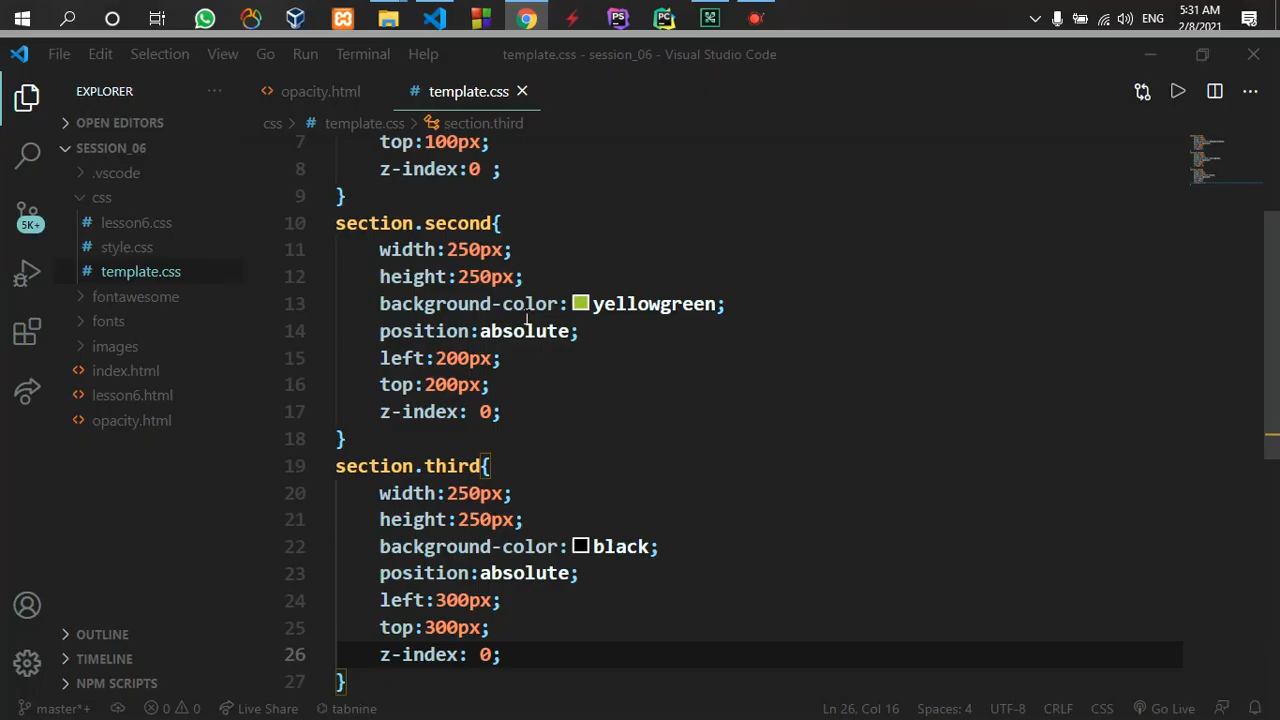 5:31 AM
ENG
2/8/2021
PS
PC
File Edit Selection View Go Run Terminal Help
template.css - session_06 - Visual Studio Code
EXPLORER ···
opacity.html
# template.css
OPEN EDITORS
css > # template.css > section.third
SESSION_06
.vscode
css
# lesson6.css
# style.css
# template.css
fontawesome
fonts
images
index.html
lesson6.html
opacity.html
5K+
OUTLINE
TIMELINE
NPM SCRIPTS
7 top:100px;
8 z-index:0 ;
9 }
10 section.second{
11 width:250px;
12 height:250px;
13 background-color:yellowgreen;
14 position:absolute;
15 left:200px;
16 top:200px;
17 z-index: 0;
18 }
19 section.third{
20 width:250px;
21 height:250px;
22 background-color:black;
23 position:absolute;
24 left:300px;
25 top:300px;
26 z-index: 0;
27 }
master*+ 0 0 Live Share tabnine Ln 26, Col 16 Spaces: 4 UTF-8 CRLF CSS Go Live